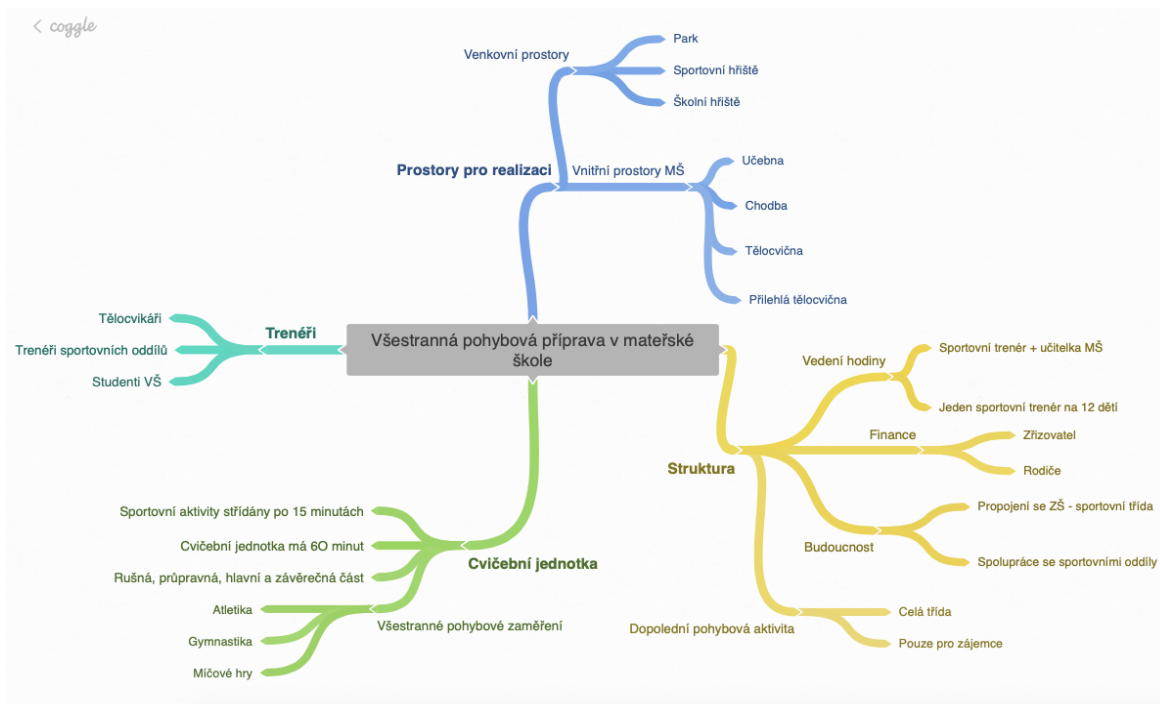 coggle
Venkovní prostory
Park
Sportovní hřiště
Školní hřiště
Prostory pro realizaci
Vnitřní prostory MŠ
Učebna
Chodba
Tělocvična
Přilehlá tělocvična
Všestranná pohybová příprava v mateřské
škole
Trenéři
Tělocvikáři
Trenéři sportovních oddílů
Studenti VŠ
Struktura
Vedení hodiny
Sportovní trenér + učitelka MŠ
Jeden sportovní trenér na 12 dětí
Finance
Zřizovatel
Rodiče
Budoucnost
Propojení se ZŠ - sportovní třída
Spolupráce se sportovními oddíly
Dopolední pohybová aktivita
Celá třída
Pouze pro zájemce
Cvičební jednotka
Sportovní aktivity střídány po 15 minutách
Cvičební jednotka má 6O minut
Rušná, průpravná, hlavní a závěrečná část
Všestranné pohybové zaměření
Atletika
Gymnastika
Míčové hry